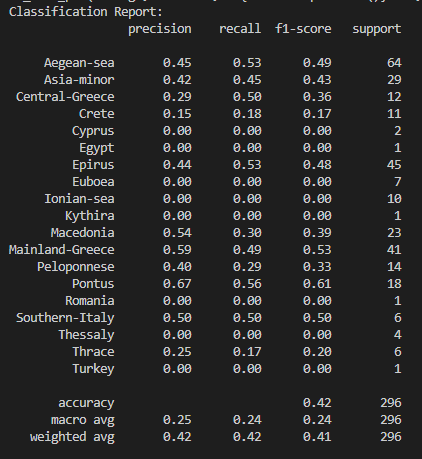 Classification Report:
precision recall f1-score support
Aegean-sea 0.45 0.53 0.49 64
Asia-minor 0.42 0.45 0.43 29
Central-Greece 0.29 0.50 0.36 12
Crete 0.15 0.18 0.17 11
Cyprus 0.00 0.00 0.00 2
Egypt 0.00 0.00 0.00 1
Epirus 0.44 0.53 0.48 45
Euboea 0.00 0.00 0.00 7
Ionian-sea 0.00 0.00 0.00 10
Kythira 0.00 0.00 0.00 1
Macedonia 0.54 0.30 0.39 23
Mainland-Greece 0.59 0.49 0.53 41
Peloponnese 0.40 0.29 0.33 14
Pontus 0.67 0.56 0.61 18
Romania 0.00 0.00 0.00 1
Southern-Italy 0.50 0.50 0.50 6
Thessaly 0.00 0.00 0.00 4
Thrace 0.25 0.17 0.20 6
Turkey 0.00 0.00 0.00 1
accuracy 0.42 296
macro avg 0.25 0.24 0.24 296
weighted avg 0.42 0.42 0.41 296